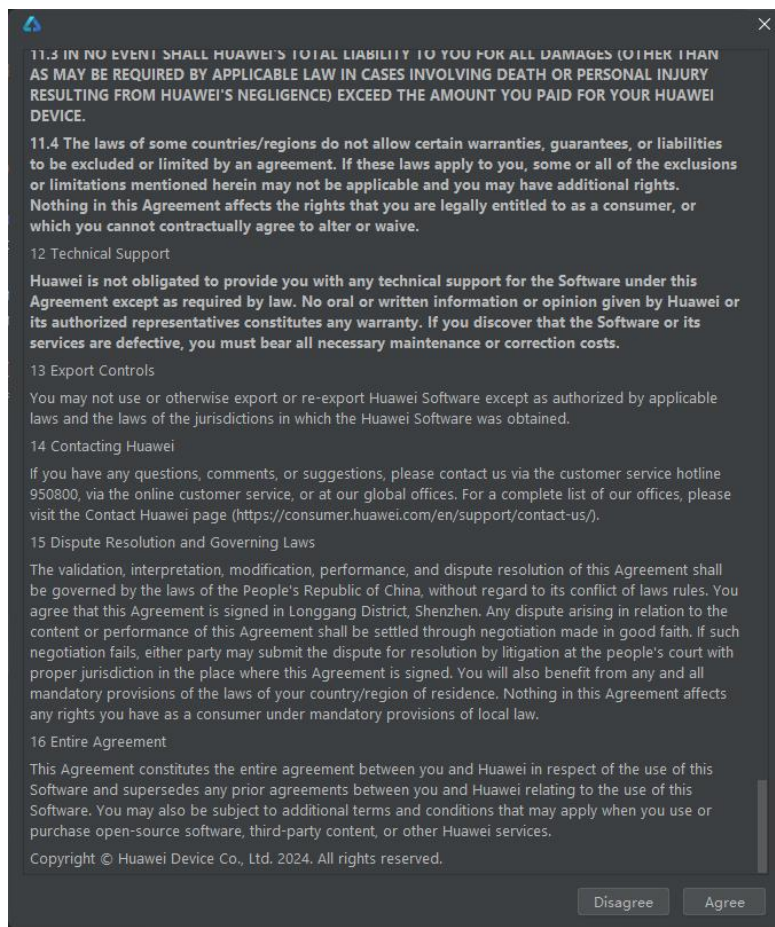 11.3 IN NO EVENT SHALL HUAWEI'S TOTAL LIABILITY TO YOU FOR ALL DAMAGES (OTHER THAN
AS MAY BE REQUIRED BY APPLICABLE LAW IN CASES INVOLVING DEATH OR PERSONAL INJURY
RESULTING FROM HUAWEI'S NEGLIGENCE) EXCEED THE AMOUNT YOU PAID FOR YOUR HUAWEI
DEVICE.
11.4 The laws of some countries/regions do not allow certain warranties, guarantees, or liabilities
to be excluded or limited by an agreement. If these laws apply to you, some or all of the exclusions
or limitations mentioned herein may not be applicable and you may have additional rights.
Nothing in this Agreement affects the rights that you are legally entitled to as a consumer, or
which you cannot contractually agree to alter or waive.
12 Technical Support
Huawei is not obligated to provide you with any technical support for the Software under this
Agreement except as required by law. No oral or written information or opinion given by Huawei or
its authorized representatives constitutes any warranty. If you discover that the Software or its
services are defective, you must bear all necessary maintenance or correction costs.
13 Export Controls
You may not use or otherwise export or re-export Huawei Software except as authorized by applicable
laws and the laws of the jurisdictions in which the Huawei Software was obtained.
14 Contacting Huawei
If you have any questions, comments, or suggestions, please contact us via the customer service hotline
950800, via the online customer service, or at our global offices. For a complete list of our offices, please
visit the Contact Huawei page (https://consumer.huawei.com/en/support/contact-us/).
15 Dispute Resolution and Governing Laws
The validation, interpretation, modification, performance, and dispute resolution of this Agreement shall
be governed by the laws of the People's Republic of China, without regard to its conflict of laws rules. You
agree that this Agreement is signed in Longgang District, Shenzhen. Any dispute arising in relation to the
content or performance of this Agreement shall be settled through negotiation made in good faith. If such
negotiation fails, either party may submit the dispute for resolution by litigation at the people's court with
proper jurisdiction in the place where this Agreement is signed. You will also benefit from any and all
mandatory provisions of the laws of your country/region of residence. Nothing in this Agreement affects
any rights you have as a consumer under mandatory provisions of local law.
16 Entire Agreement
This Agreement constitutes the entire agreement between you and Huawei in respect of the use of this
Software and supersedes any prior agreements between you and Huawei relating to the use of this
Software. You may also be subject to additional terms and conditions that may apply when you use or
purchase open-source software, third-party content, or other Huawei services.
Copyright © Huawei Device Co., Ltd. 2024. All rights reserved.
Disagree
Agree